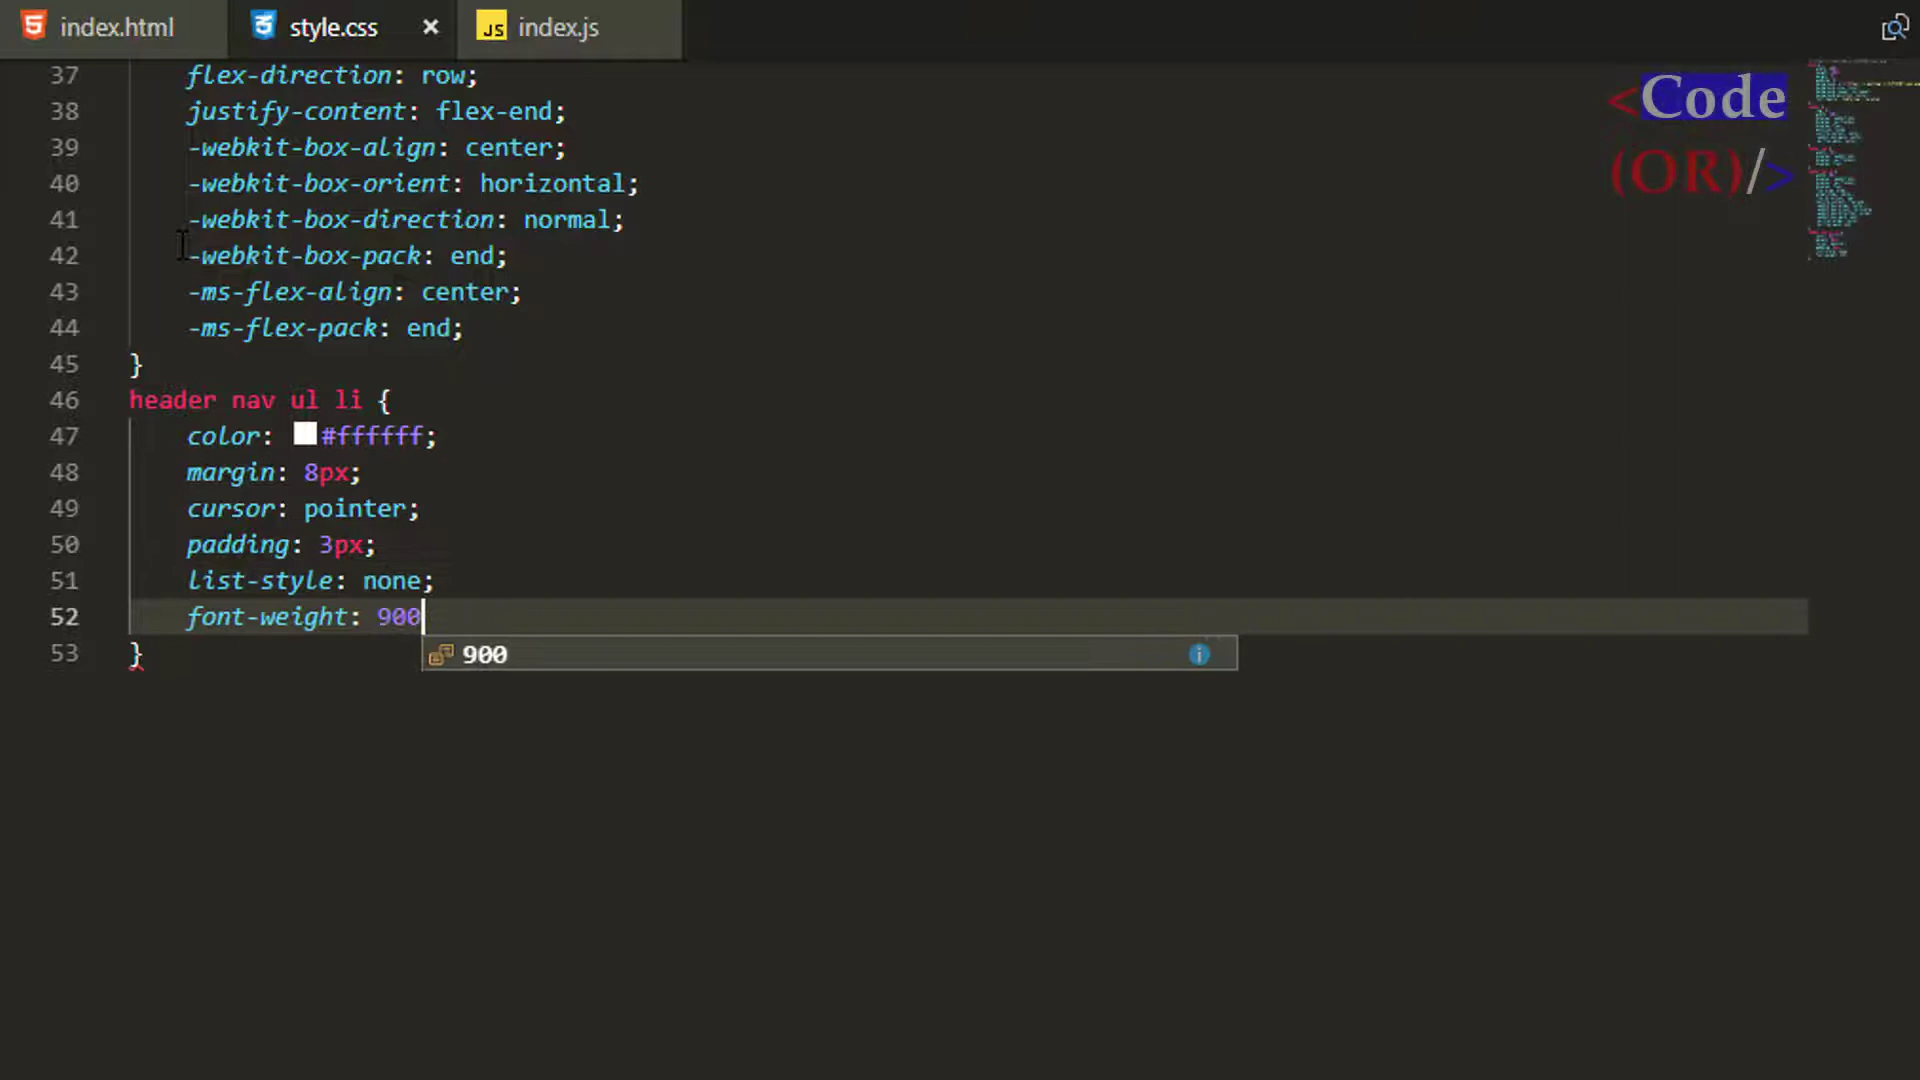 index.html style.css × JS index.js
37 flex-direction: row;
38 justify-content: flex-end;
39 -webkit-box-align: center;
40 -webkit-box-orient: horizontal;
41 -webkit-box-direction: normal;
42 -webkit-box-pack: end;
43 -ms-flex-align: center;
44 -ms-flex-pack: end;
45 }
46 header nav ul li {
47 color: #ffffff;
48 margin: 8px;
49 cursor: pointer;
50 padding: 3px;
51 list-style: none;
52 font-weight: 900
53 }
900
<Code
(OR)/>